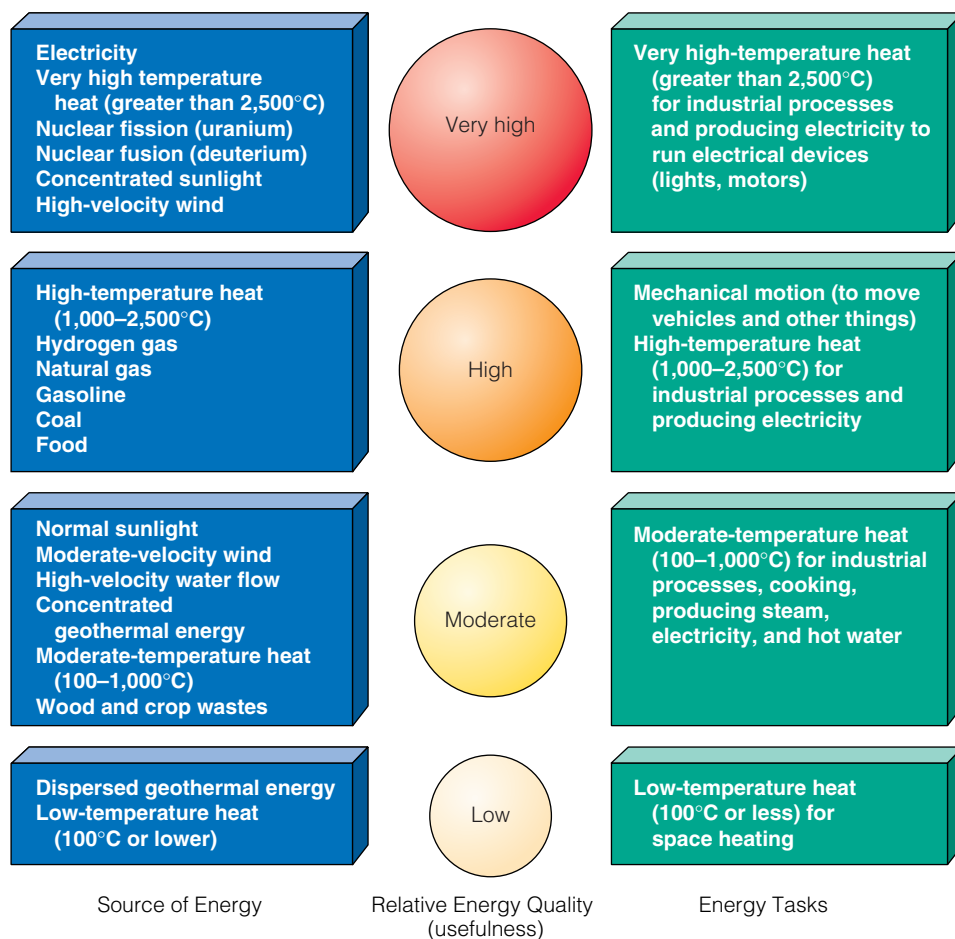 Electricity
Very high temperature
heat (greater than 2,500°C)
Nuclear fission (uranium)
Nuclear fusion (deuterium)
Concentrated sunlight
High-velocity wind
Very high
Very high-temperature heat
(greater than 2,500°C)
for industrial processes
and producing electricity to
run electrical devices
(lights, motors)
High-temperature heat
(1,000–2,500°C)
Hydrogen gas
Natural gas
Gasoline
Coal
Food
High
Mechanical motion (to move
vehicles and other things)
High-temperature heat
(1,000–2,500°C) for
industrial processes and
producing electricity
Normal sunlight
Moderate-velocity wind
High-velocity water flow
Concentrated
geothermal energy
Moderate-temperature heat
(100–1,000°C)
Wood and crop wastes
Moderate
Moderate-temperature heat
(100–1,000°C) for industrial
processes, cooking,
producing steam,
electricity, and hot water
Dispersed geothermal energy
Low-temperature heat
(100°C or lower)
Low
Low-temperature heat
(100°C or less) for
space heating
Source of Energy
Relative Energy Quality
(usefulness)
Energy Tasks